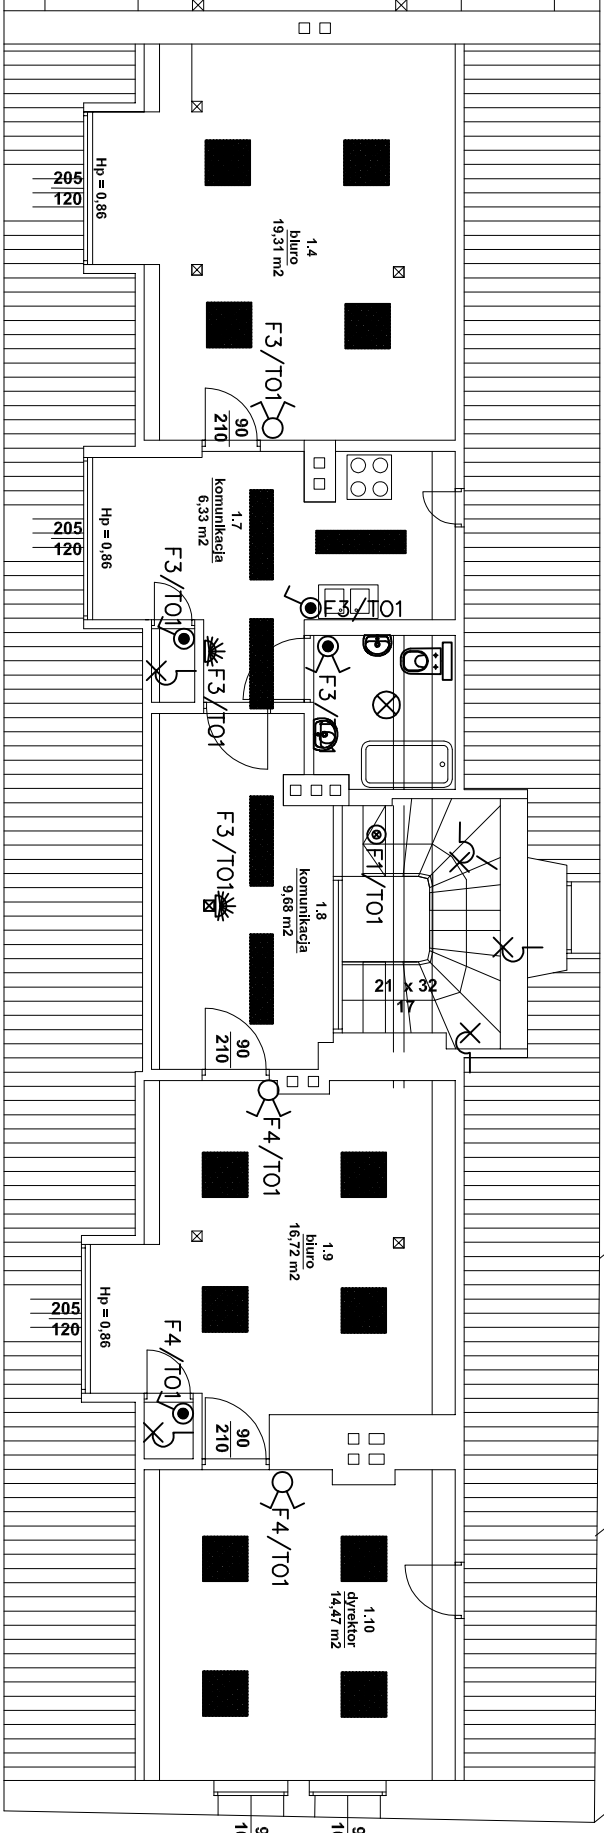 Hp = 0,86
205
120
1.4
biuro
19,31 m2
F3/TO1
90
210
1.7
komunikacja
6,33 m2
Hp = 0,86
205
120
F3/TO1
F3/TO1
F3/TO1
F3/TO1
F3/TO1
1.8
komunikacja
9,68 m2
F1/TO1
21 x 32
17
90
210
F4/TO1
1.9
biuro
16,72 m2
Hp = 0,86
205
120
F4/TO1
90
210
F4/TO1
1.10
dyrektor
14,47 m2